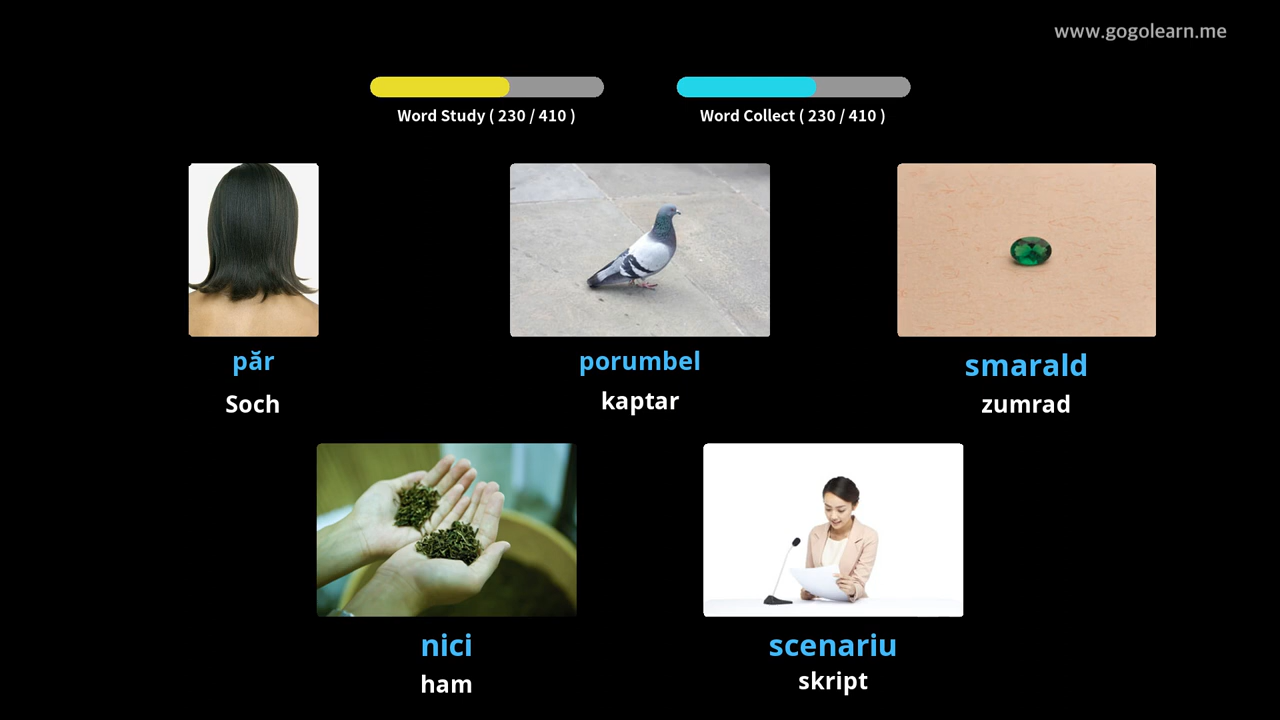 www.gogolearn.me
Word Study ( 230 / 410 )
Word Collect ( 230 / 410 )
păr
porumbel
smarald
Soch
kaptar
zumrad
nici
scenariu
ham
skript